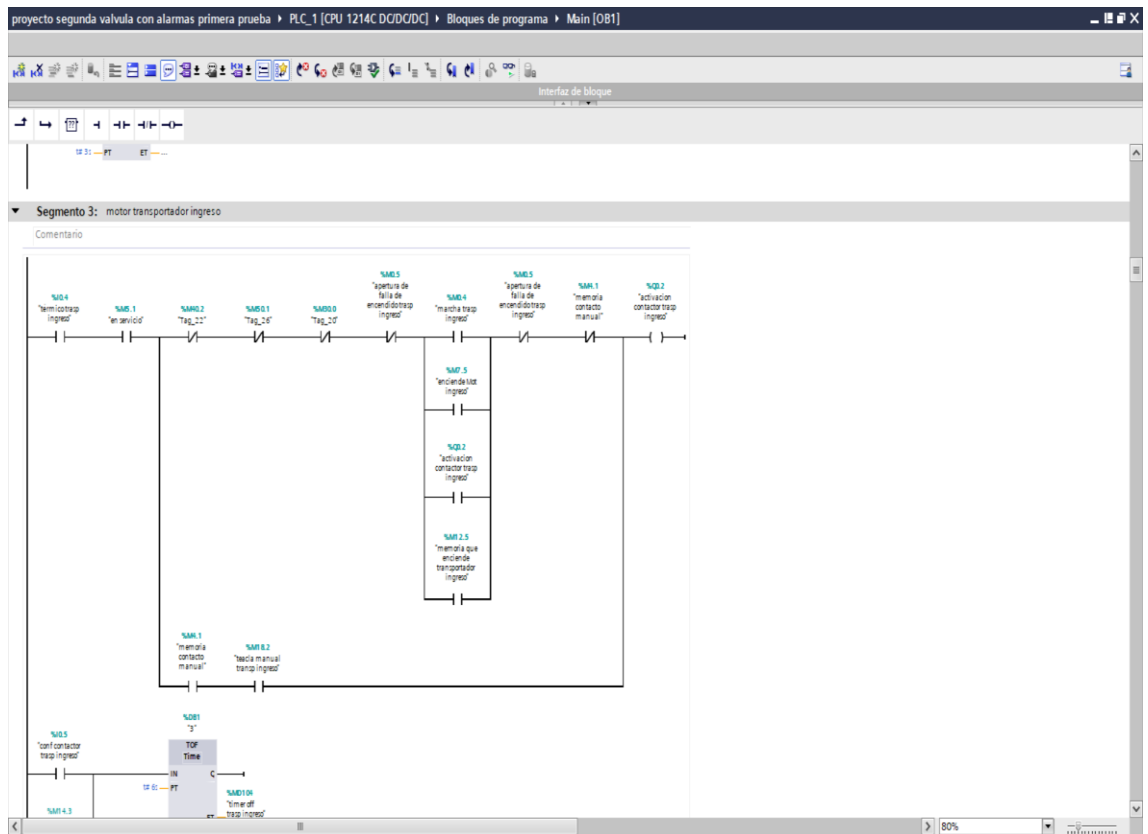 proyecto segunda valvula con alarmas primera prueba ▸ PLC_1 [CPU 1214C DC/DC/DC] ▸ Bloques de programa ▸ Main [OB1]
Interfaz de bloque
t# 3s PT ET ...
Segmento 3: motor transportador ingreso
Comentario
%I0.4
"termico trasp
ingreso"
%M5.1
"en servicio"
%M40.2
"Tag_22"
%M50.1
"Tag_26"
%M30.0
"Tag_20"
%M0.5
"apertura de
falla de
encendido trasp
ingreso"
%M0.4
"marcha trasp
ingreso"
%M0.5
"apertura de
falla de
encendido trasp
ingreso"
%M4.1
"memoria
contacto
manual"
%Q0.2
"activacion
contactor trasp
ingreso"
%M7.5
"enciende Mot
ingreso"
%Q0.2
"activacion
contactor trasp
ingreso"
%M12.5
"memoria que
enciende
transportador
ingreso"
%M4.1
"memoria
contacto
manual"
%M18.2
"teacla manual
transp ingreso"
%I0.5
"conf contactor
trasp ingreso"
%DB1
"3"
TOF
Time
IN
t# 6s PT
%MD104
"timer off
trasp ingreso"
ET
%M14.3
80%